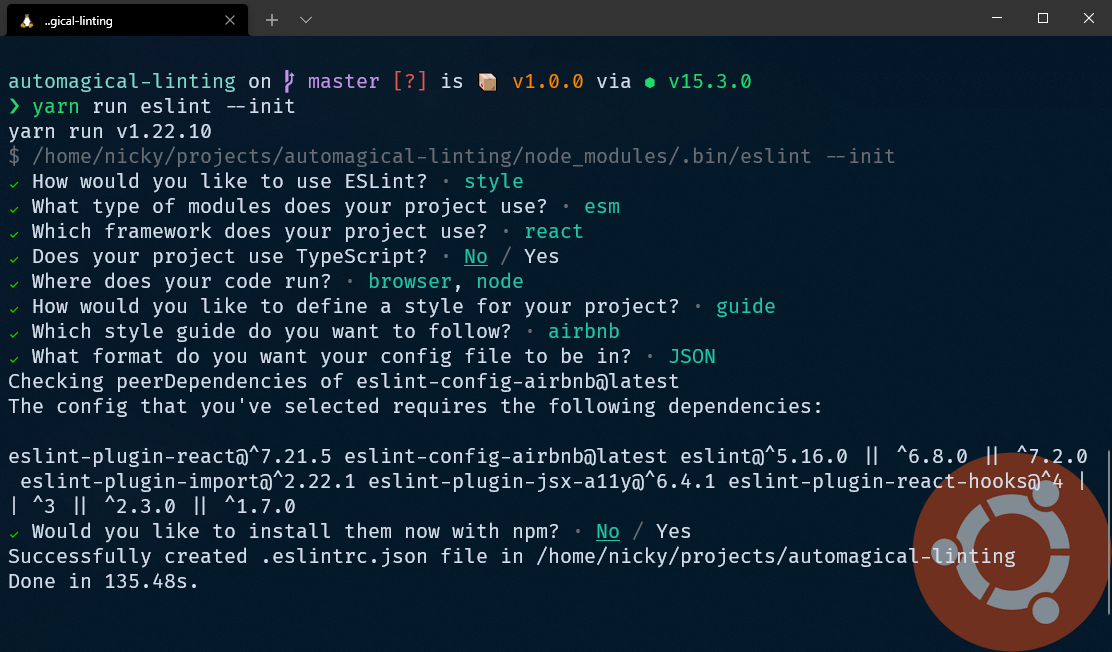 ..gical-linting
automagical-linting on master [?] is 📦 v1.0.0 via ⬢ v15.3.0
❯ yarn run eslint --init
yarn run v1.22.10
$ /home/nicky/projects/automagical-linting/node_modules/.bin/eslint --init
✓ How would you like to use ESLint? · style
✓ What type of modules does your project use? · esm
✓ Which framework does your project use? · react
✓ Does your project use TypeScript? · No / Yes
✓ Where does your code run? · browser, node
✓ How would you like to define a style for your project? · guide
✓ Which style guide do you want to follow? · airbnb
✓ What format do you want your config file to be in? · JSON
Checking peerDependencies of eslint-config-airbnb@latest
The config that you've selected requires the following dependencies:
eslint-plugin-react@^7.21.5 eslint-config-airbnb@latest eslint@^5.16.0 || ^6.8.0 || ^7.2.0
eslint-plugin-import@^2.22.1 eslint-plugin-jsx-a11y@^6.4.1 eslint-plugin-react-hooks@^4 |
| ^3 || ^2.3.0 || ^1.7.0
✓ Would you like to install them now with npm? · No / Yes
Successfully created .eslintrc.json file in /home/nicky/projects/automagical-linting
Done in 135.48s.